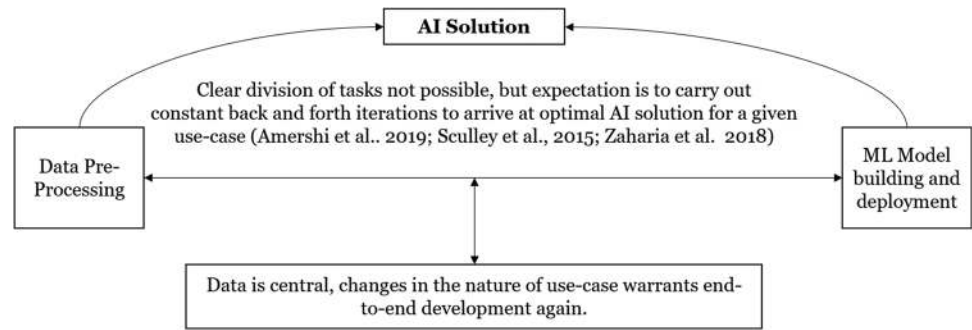 AI Solution
Clear division of tasks not possible, but expectation is to carry out
constant back and forth iterations to arrive at optimal AI solution for a given
use-case (Amershi et al.. 2019; Sculley et al., 2015; Zaharia et al. 2018)
Data Pre-
Processing
ML Model
building and
deployment
Data is central, changes in the nature of use-case warrants end-
to-end development again.